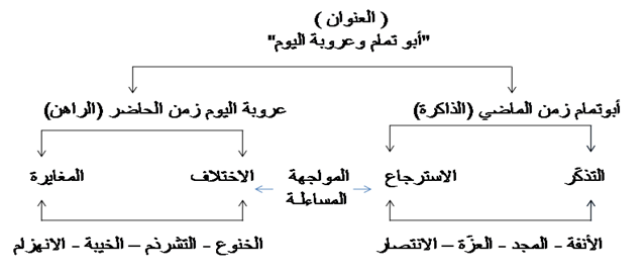 ( العنوان )
"أبو تمام وعروبة اليوم"
أبوتمام زمن الماضي (الذاكرة)
عروبة اليوم زمن الحاضر (الراهن)
التذكّر
الاسترجاع
المواجهة
المساءلة
الاختلاف
المغايرة
الأنفة - المجد - العزّة – الانتصار
الخنوع - التشرذم – الخيبة - الانهزام